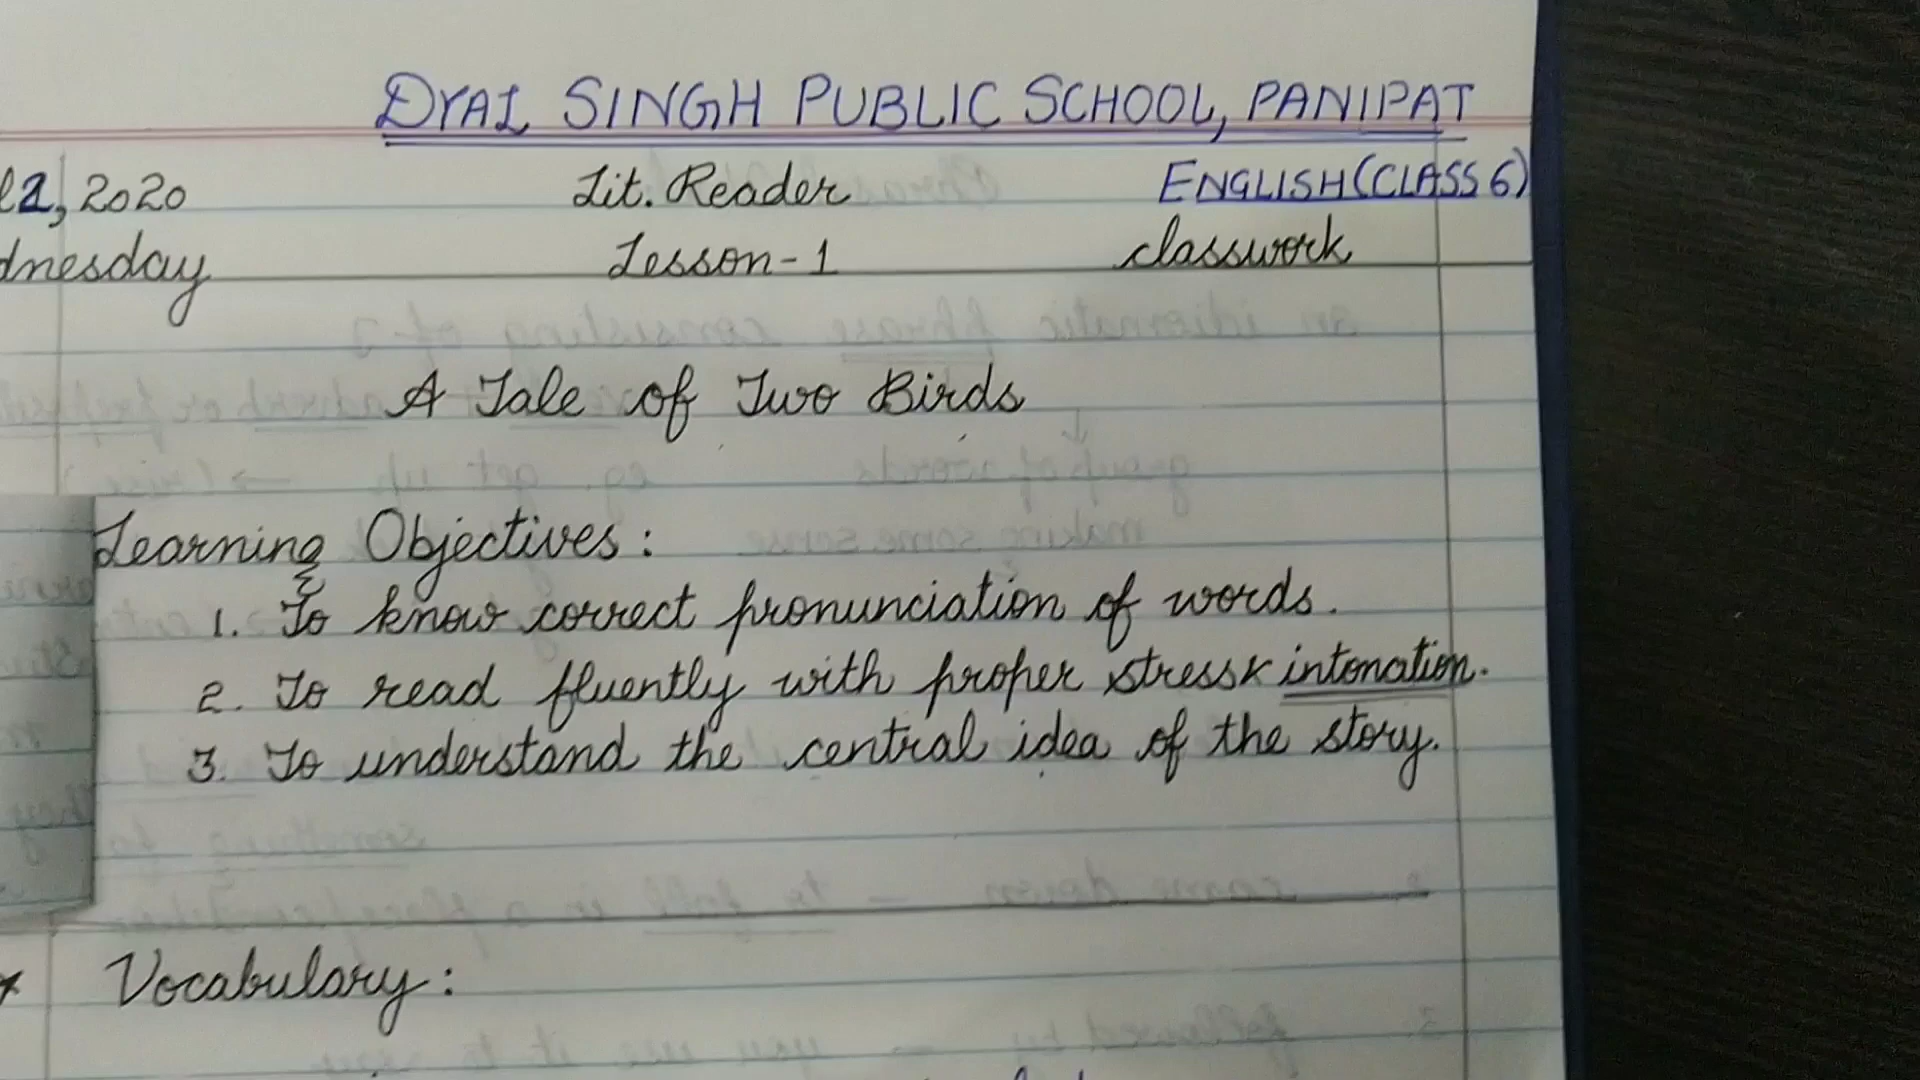 DYAL SINGH PUBLIC SCHOOL, PANIPAT
2, 2020 Lit. Reader ENGLISH (CLASS 6)
dnesday Lesson-1 classwork
A Tale of Two Birds
Learning Objectives:
1. To know correct pronunciation of words.
2. To read fluently with proper stress & intonation.
3. To understand the central idea of the story.
Vocabulary: